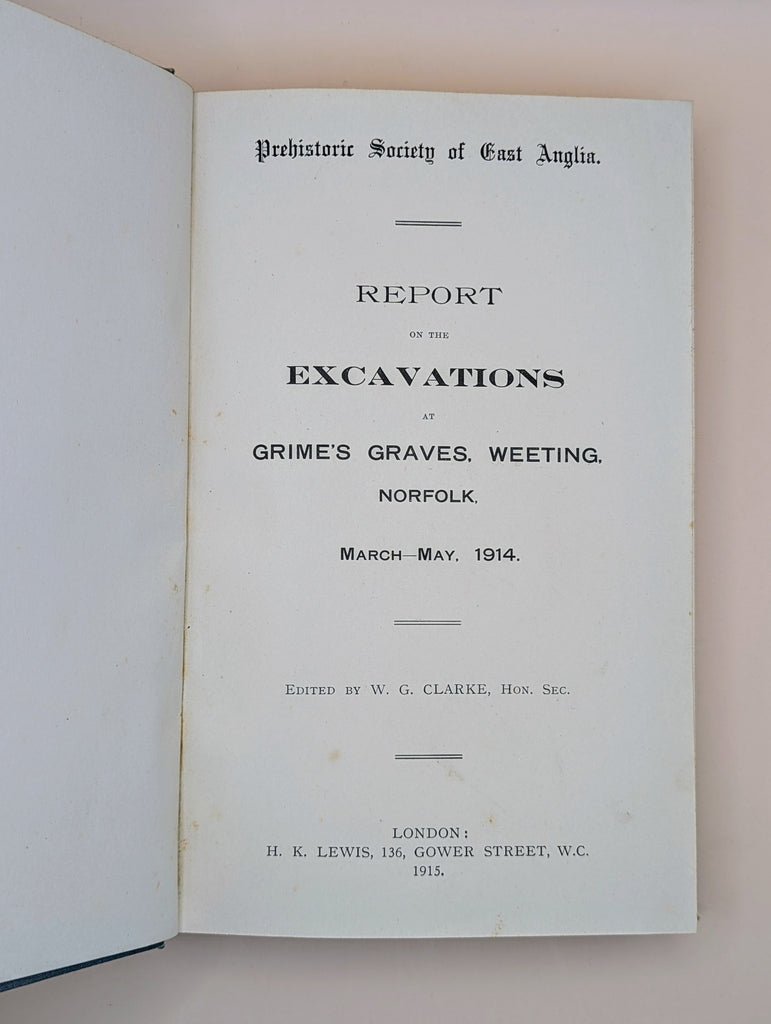 Prehistoric Society of East Anglia.
REPORT
ON THE
EXCAVATIONS
AT
GRIME'S GRAVES, WEETING,
NORFOLK,
MARCH—MAY, 1914.
EDITED BY W. G. CLARKE, HON. SEC.
LONDON:
H. K. LEWIS, 136, GOWER STREET, W.C.
1915.